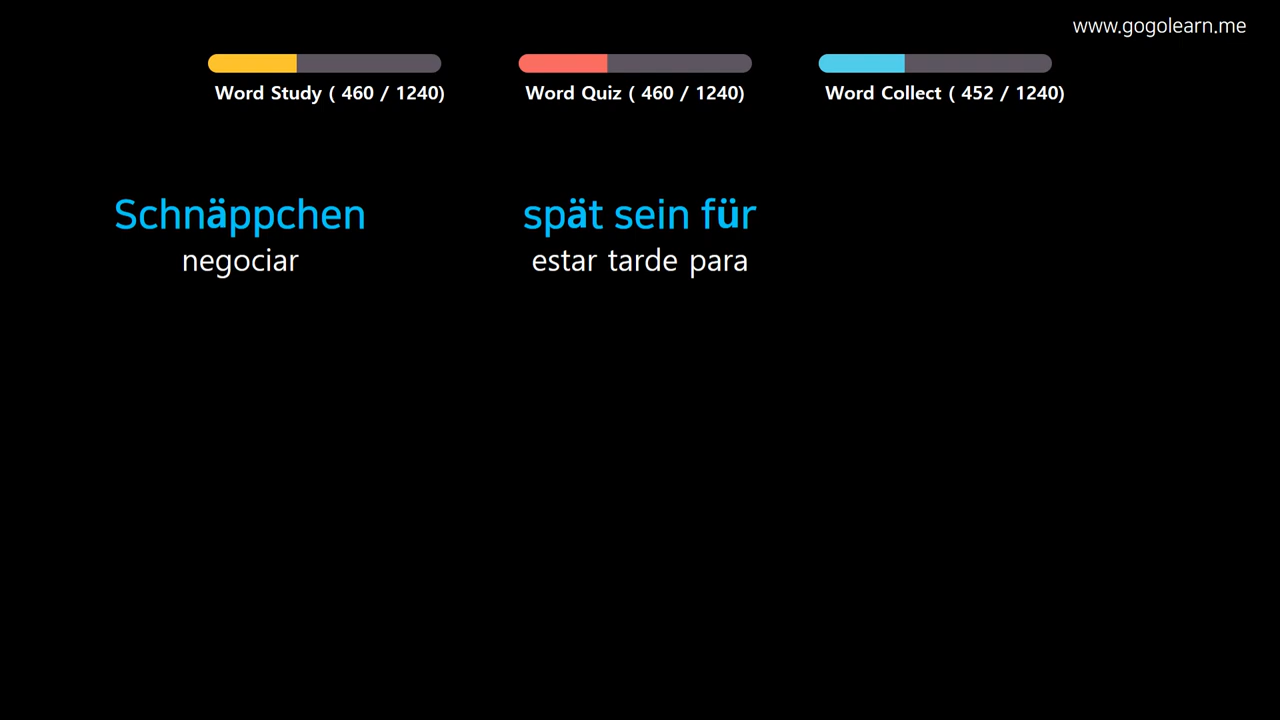 www.gogolearn.me
Word Study ( 460 / 1240)
Word Quiz ( 460 / 1240)
Word Collect ( 452 / 1240)
Schnäppchen
negociar
spät sein für
estar tarde para